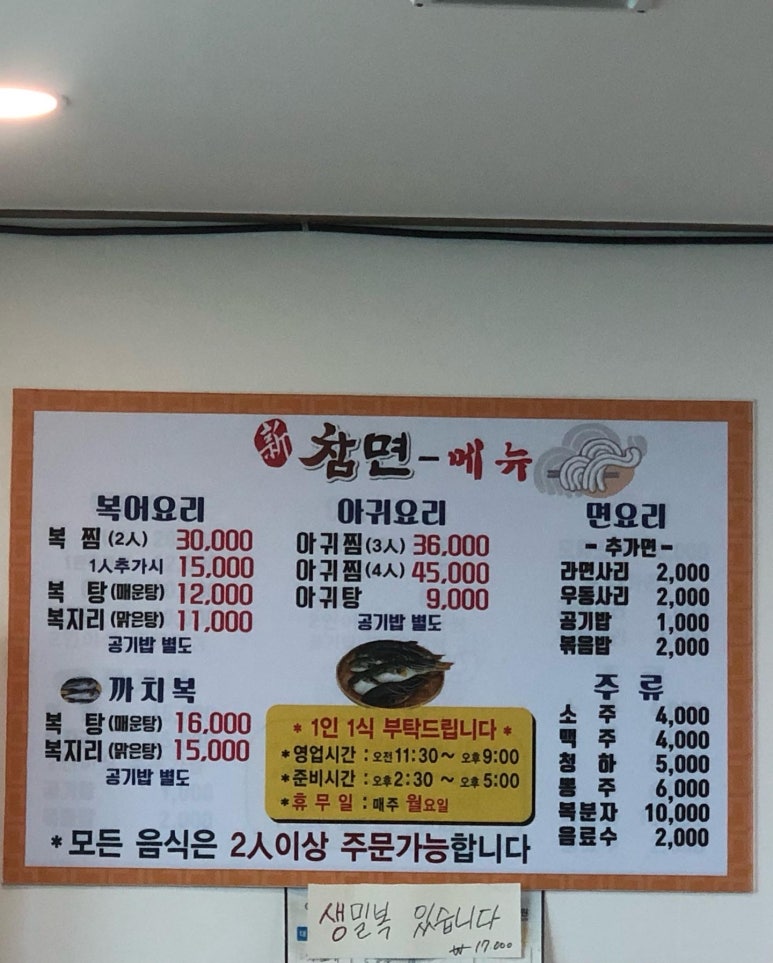 新 참면-메뉴
복어요리
복 찜 (2人) 30,000
1人추가시 15,000
복 탕 (매운탕) 12,000
복지리 (맑은탕) 11,000
공기밥 별도
까치복
복 탕 (매운탕) 16,000
복지리 (맑은탕) 15,000
공기밥 별도
아귀요리
아귀찜 (3人) 36,000
아귀찜 (4人) 45,000
아귀탕 9,000
공기밥 별도
* 1인 1식 부탁드립니다 *
*영업시간 : 오전11:30~ 오후9:00
*준비시간 : 오후2:30 ~ 오후5:00
*휴 무 일 : 매주 월요일
면요리
- 추가면 -
라면사리 2,000
우동사리 2,000
공기밥 1,000
볶음밥 2,000
주 류
소 주 4,000
맥 주 4,000
청 하 5,000
뽕 주 6,000
복분자 10,000
음료수 2,000
*모든 음식은 2人이상 주문가능합니다
생밀복 있습니다
₩17.000